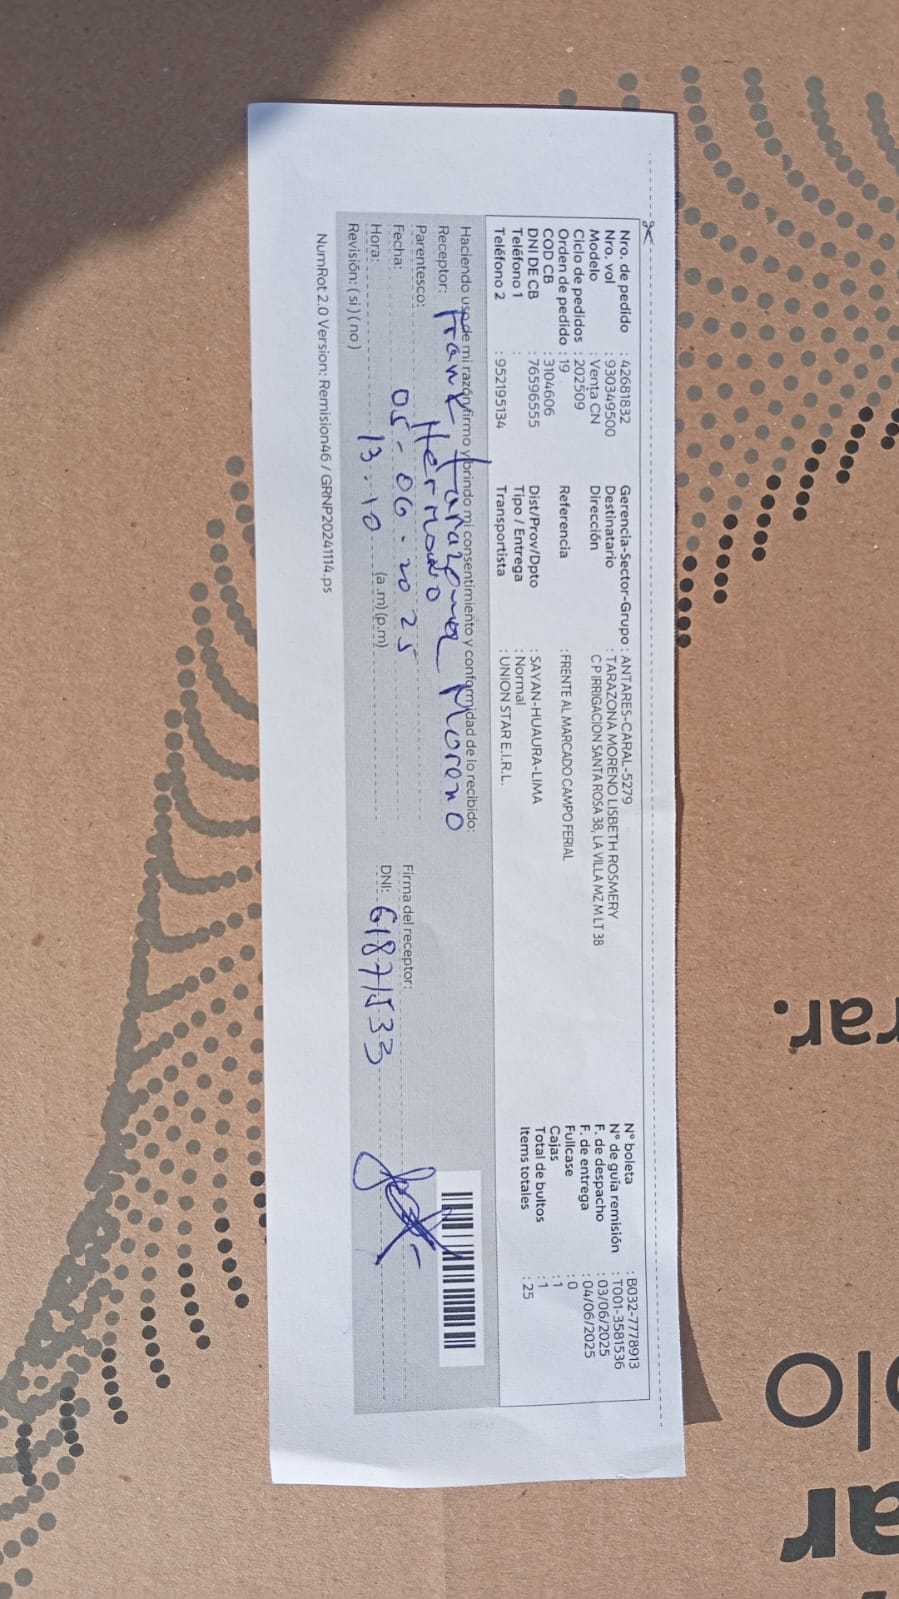 Nro. de pedido : 42681832
Nro. vol : 930349500
Modelo : Venta CN
Ciclo de pedidos : 202509
Orden de pedido : 19
COD CB : 3104606
DNI DE CB : 76596555
Teléfono 1
Teléfono 2 : 952195134
Gerencia-Sector-Grupo : ANTARES-CARAL-5279
Destinatario : TARAZONA MORENO LISBETH ROSMERY
Dirección C P IRRIGACION SANTA ROSA 38, LA VILLA MZ M LT 38
Referencia : FRENTE AL MARCADO CAMPO FERIAL
Dist/Prov/Dpto : SAYAN-HUAURA-LIMA
Tipo / Entrega : Normal
Transportista : UNION STAR E.I.R.L.
N° boleta : B032-7778913
N° de guía remisión : T001-3581536
F. de despacho : 03/06/2025
F. de entrega : 04/06/2025
Fullcase : 0
Cajas : 1
Total de bultos : 1
Items totales : 25
Haciendo uso de mi razón firmo y brindo mi consentimiento y conformidad de lo recibido:
Receptor: Frank Tarazona Moreno
Parentesco: Hermano
Fecha: 05-06-2025
Hora: 13:10 (a.m)(p.m)
Revisión: ( si ) ( no )
Firma del receptor:
DNI: 61871533
NumRot 2.0 Version: Remision46 / GRNP20241114.ps
rar.
olo
ar